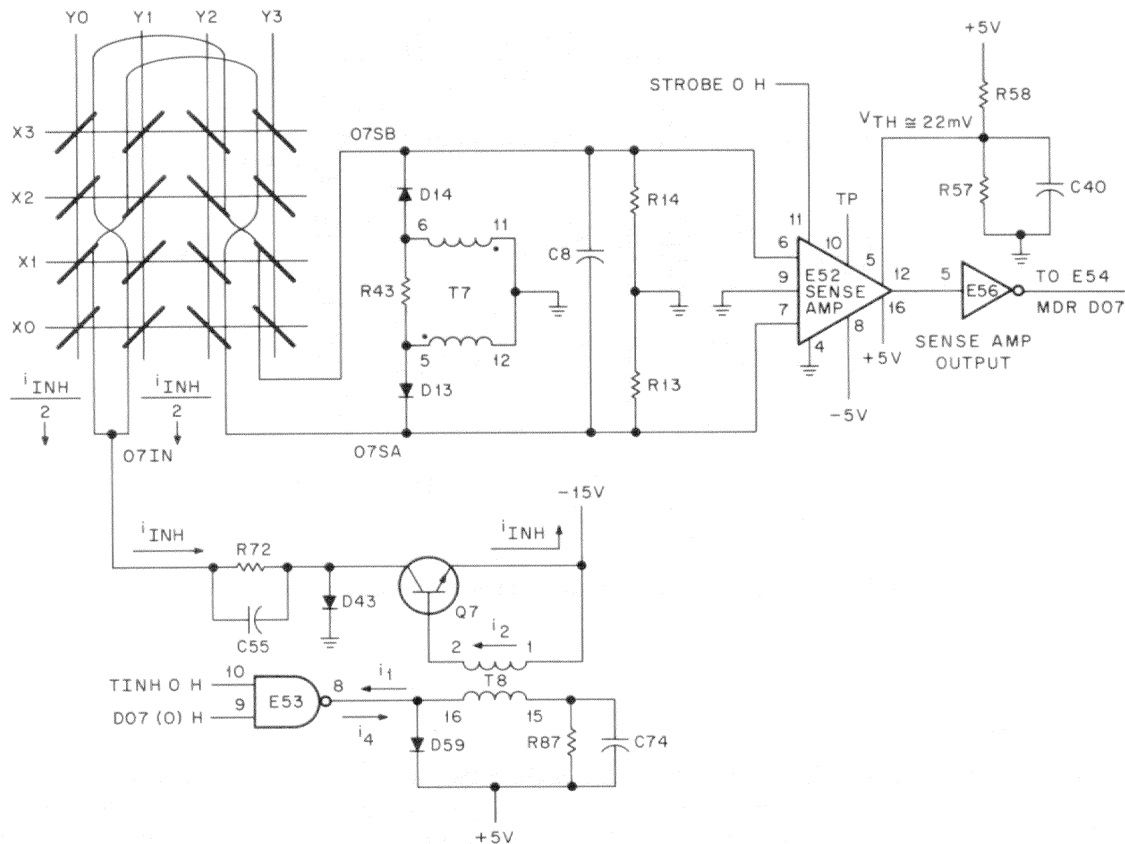 Y0 Y1 Y2 Y3
+5V
R58
STROBE 0 H
VTH ≅ 22mV
X3
07SB
D14
R14
R57
C40
X2
6 11
TP
11
10
C8
6
5
X1
R43
T7
9
E52
SENSE
AMP
12
5
E56
TO E54
MDR D07
7
16
X0
5 12
4
8
+5V
SENSE AMP
OUTPUT
D13
R13
iINH
2
iINH
2
-5V
07IN
07SA
-15V
iINH
R72
iINH
D43
Q7
C55
2 i2 1
T8
TINH 0 H
10
E53
8
i1
D07 (0) H
9
i4
16 15
D59
R87
C74
+5V